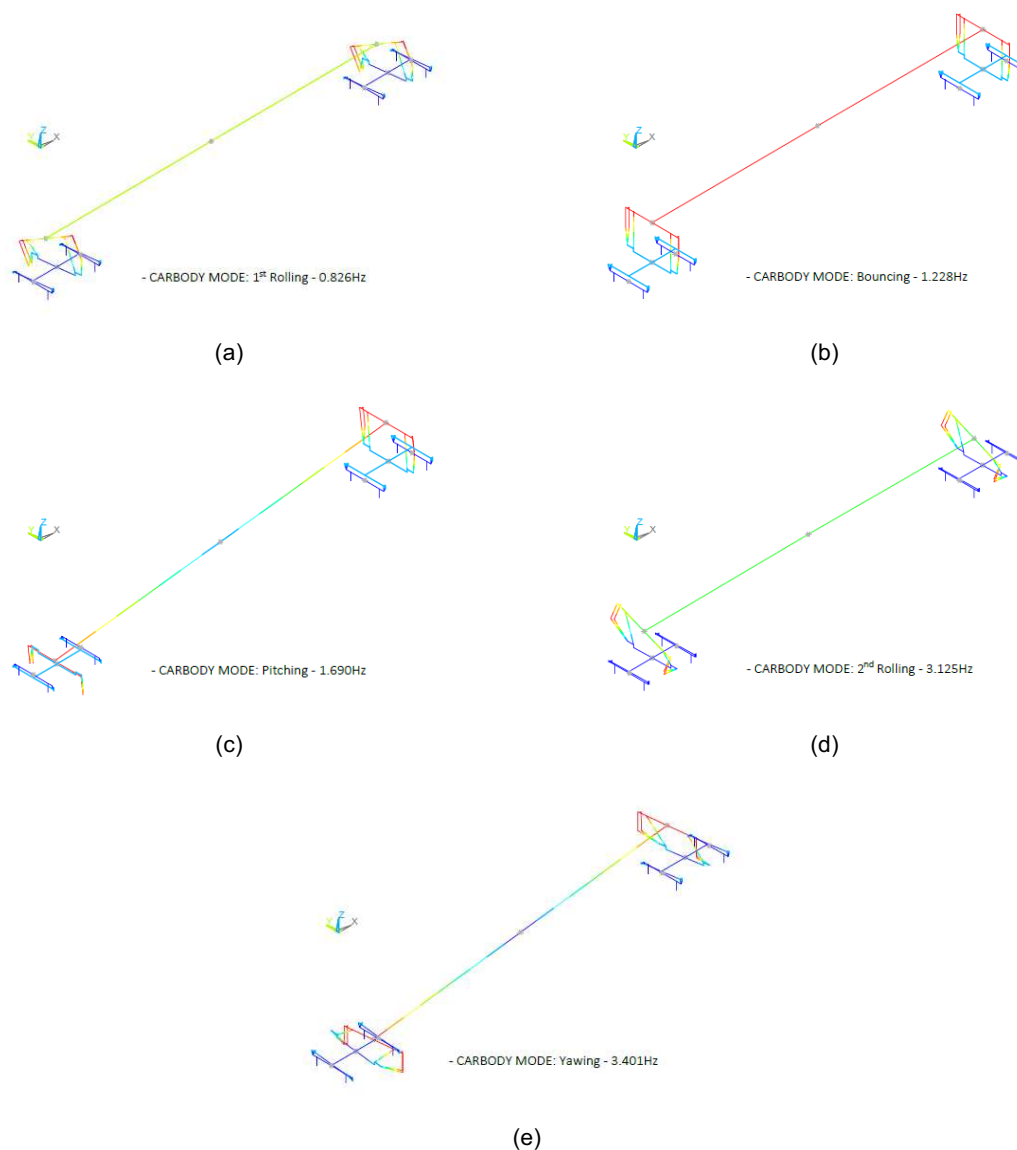 Y Z X
- CARBODY MODE: 1st Rolling - 0.826Hz
(a)
Y Z X
- CARBODY MODE: Bouncing - 1.228Hz
(b)
Y Z X
- CARBODY MODE: Pitching - 1.690Hz
(c)
Y Z X
- CARBODY MODE: 2nd Rolling - 3.125Hz
(d)
Y Z X
- CARBODY MODE: Yawing - 3.401Hz
(e)